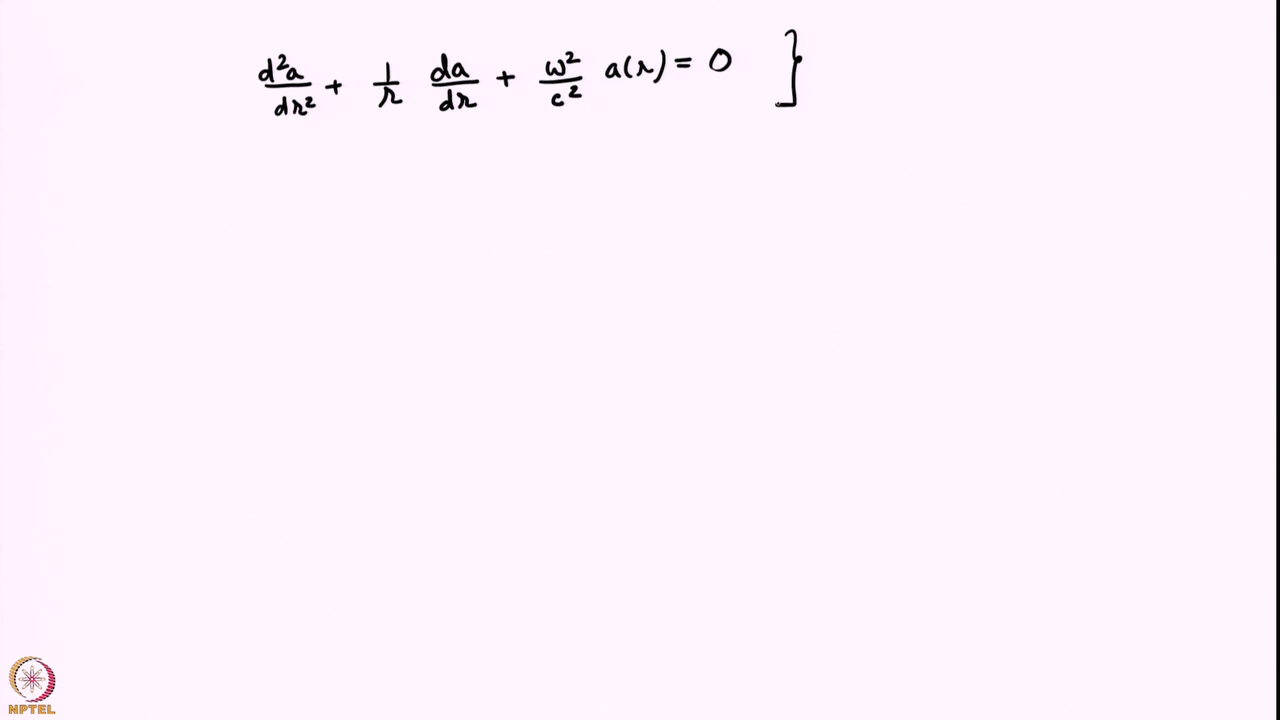 d²a/dr² + 1/r da/dr + ω²/c² a(r) = 0 }
NPTEL